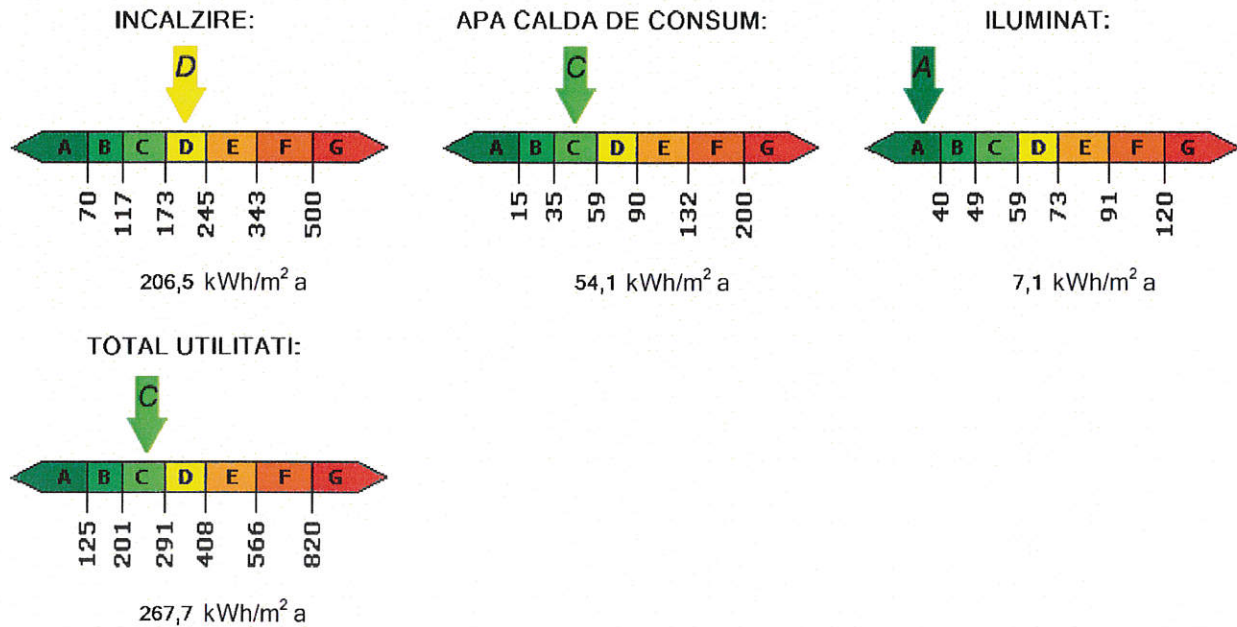 INCALZIRE:
D
A B C D E F G
70 117 173 245 343 500
206,5 kWh/m² a
APA CALDA DE CONSUM:
C
A B C D E F G
15 35 59 90 132 200
54,1 kWh/m² a
ILUMINAT:
A
A B C D E F G
40 49 59 73 91 120
7,1 kWh/m² a
TOTAL UTILITATI:
C
A B C D E F G
125 201 291 408 566 820
267,7 kWh/m² a